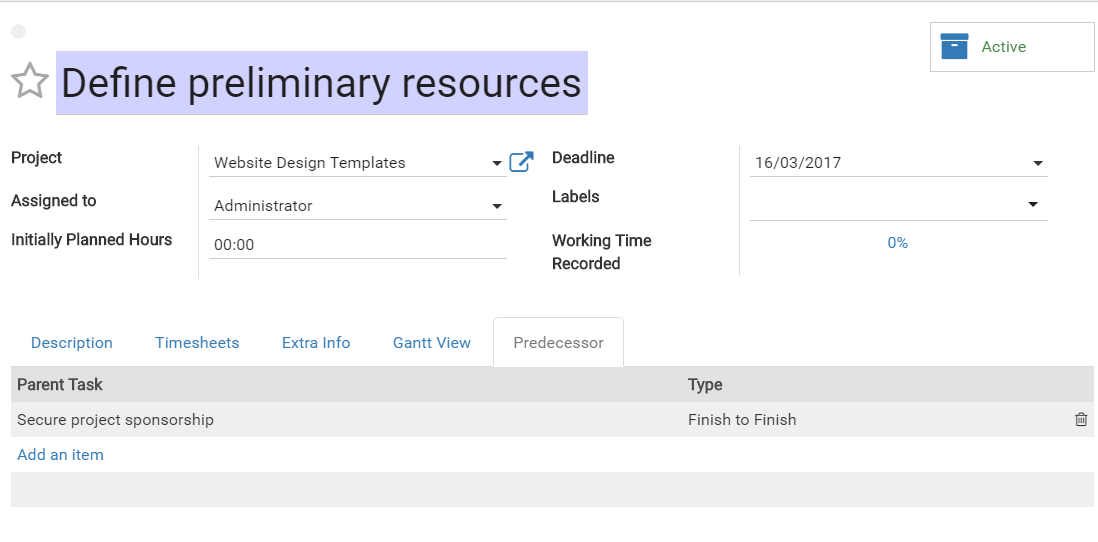 Active
Define preliminary resources
Project
Website Design Templates
Deadline
16/03/2017
Assigned to
Administrator
Labels
Initially Planned Hours
00:00
Working Time
Recorded
0%
Description
Timesheets
Extra Info
Gantt View
Predecessor
Parent Task
Type
Secure project sponsorship
Finish to Finish
Add an item